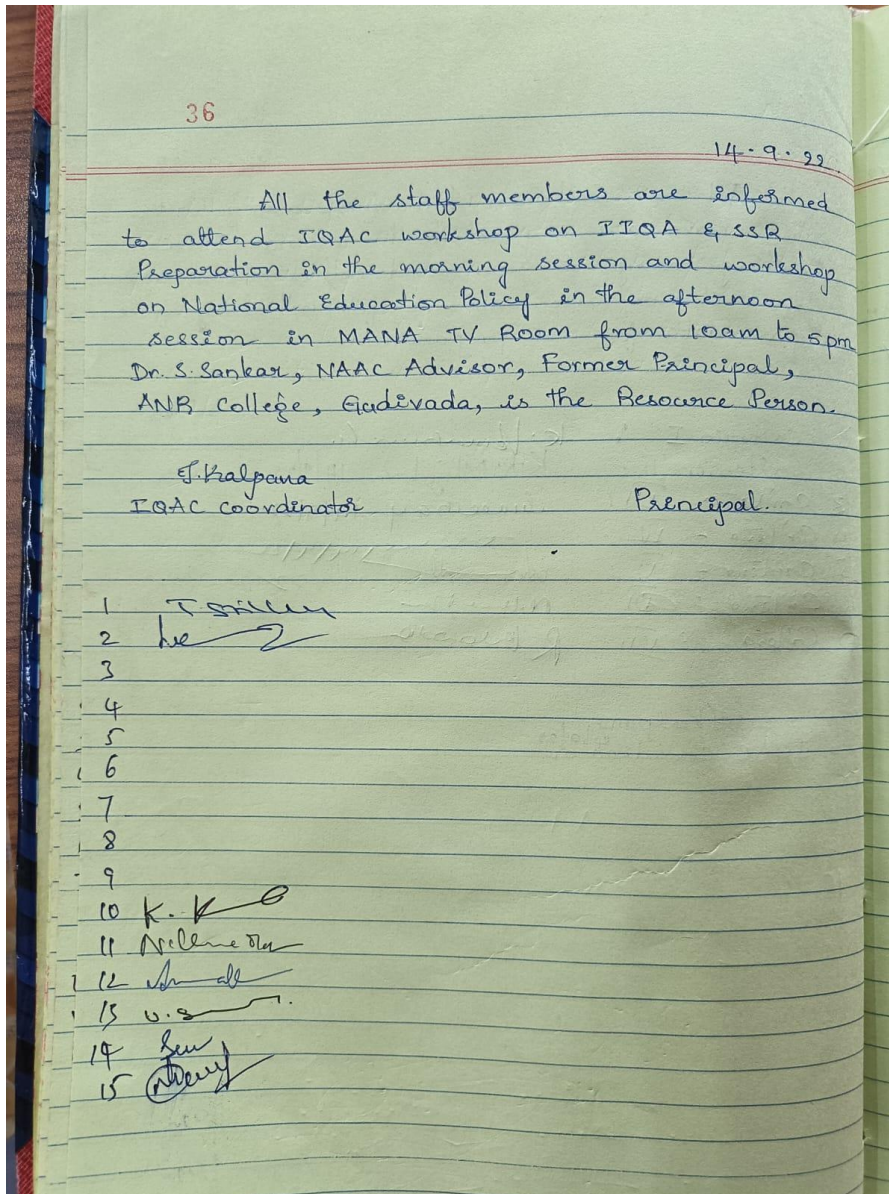 36
14.9.22.
All the staff members are informed
to attend IQAC workshop on IIQA & SSR
Preparation in the morning session and workshop
on National Education Policy in the afternoon
session in MANA TV Room from 10am to 5pm
Dr. S. Sankar, NAAC Advisor, Former Principal,
ANR College, Gudivada, is the Resource Person.
T. Kalpana
IQAC Coordinator Principal.
1
2
3
4
5
6
7
8
9
10 K. K
11
12
13 U.S
14
15